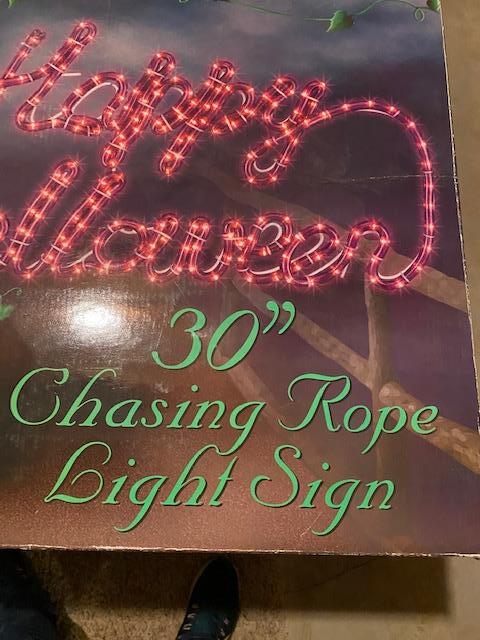 Happy
Halloween
30”
Chasing Rope
Light Sign